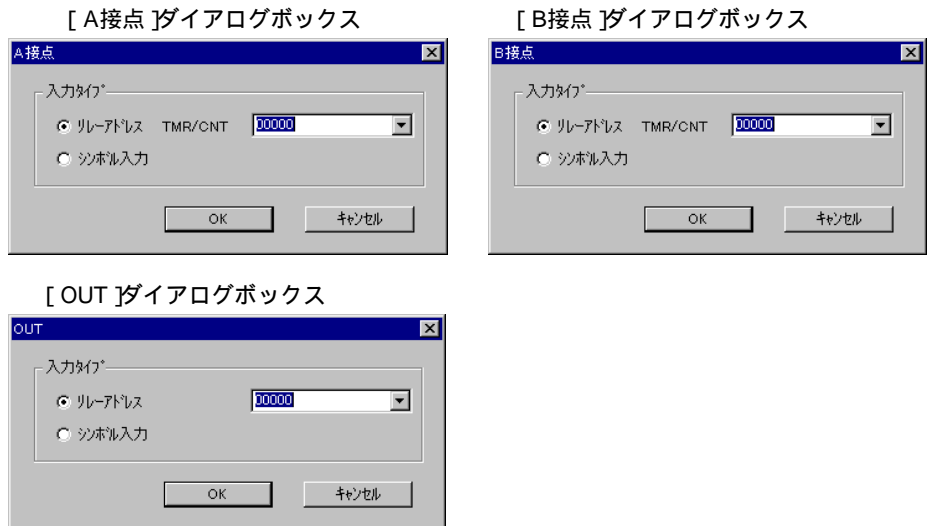 [ A接点 ]ダイアログボックス
A接点
入力ﾀｲﾌﾟ
ﾘﾚｰｱﾄﾞﾚｽ TMR/CNT 00000
ｼﾝﾎﾞﾙ入力
OK ｷｬﾝｾﾙ
[ B接点 ]ダイアログボックス
B接点
入力ﾀｲﾌﾟ
ﾘﾚｰｱﾄﾞﾚｽ TMR/CNT 00000
ｼﾝﾎﾞﾙ入力
OK ｷｬﾝｾﾙ
[ OUT ]ダイアログボックス
OUT
入力ﾀｲﾌﾟ
ﾘﾚｰｱﾄﾞﾚｽ 00000
ｼﾝﾎﾞﾙ入力
OK ｷｬﾝｾﾙ